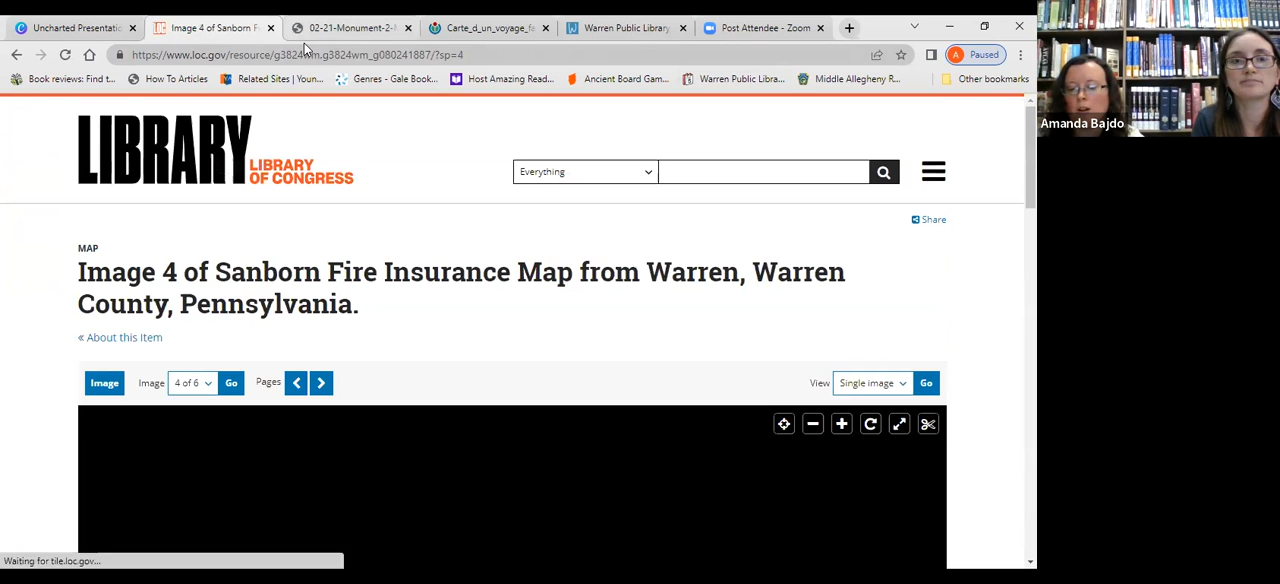 Uncharted Presentatio
Image 4 of Sanborn F
02-21-Monument-2-
Carte_d_un_voyage_fa
Warren Public Library
Post Attendee - Zoom
https://www.loc.gov/resource/g3824wm.g3824wm_g080241887/?sp=4
A Paused
Book reviews: Find t...
How To Articles
Related Sites | Youn...
Genres - Gale Book...
Host Amazing Read...
Ancient Board Gam...
Warren Public Libra...
Middle Allegheny R...
Other bookmarks
Amanda Bajdo
LIBRARY
LIBRARY
OF CONGRESS
Everything
Share
MAP
Image 4 of Sanborn Fire Insurance Map from Warren, Warren
County, Pennsylvania.
« About this Item
Image
Image
4 of 6
Go
Pages
View
Single image
Go
Waiting for tile.loc.gov...